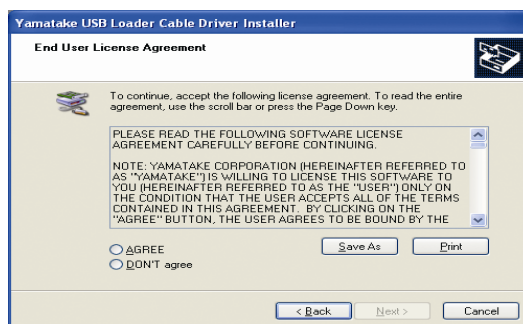 Yamatake USB Loader Cable Driver Installer
End User License Agreement
To continue, accept the following license agreement. To read the entire
agreement, use the scroll bar or press the Page Down key.
PLEASE READ THE FOLLOWING SOFTWARE LICENSE
AGREEMENT CAREFULLY BEFORE CONTINUING.
NOTE: YAMATAKE CORPORATION (HEREINAFTER REFERRED TO
AS "YAMATAKE") IS WILLING TO LICENSE THIS SOFTWARE TO
YOU (HEREINAFTER REFERRED TO AS THE "USER") ONLY ON
THE CONDITION THAT THE USER ACCEPTS ALL OF THE TERMS
CONTAINED IN THIS AGREEMENT. BY CLICKING ON THE
"AGREE" BUTTON, THE USER AGREES TO BE BOUND BY THE
AGREE
DON'T agree
Save As Print
< Back Next > Cancel